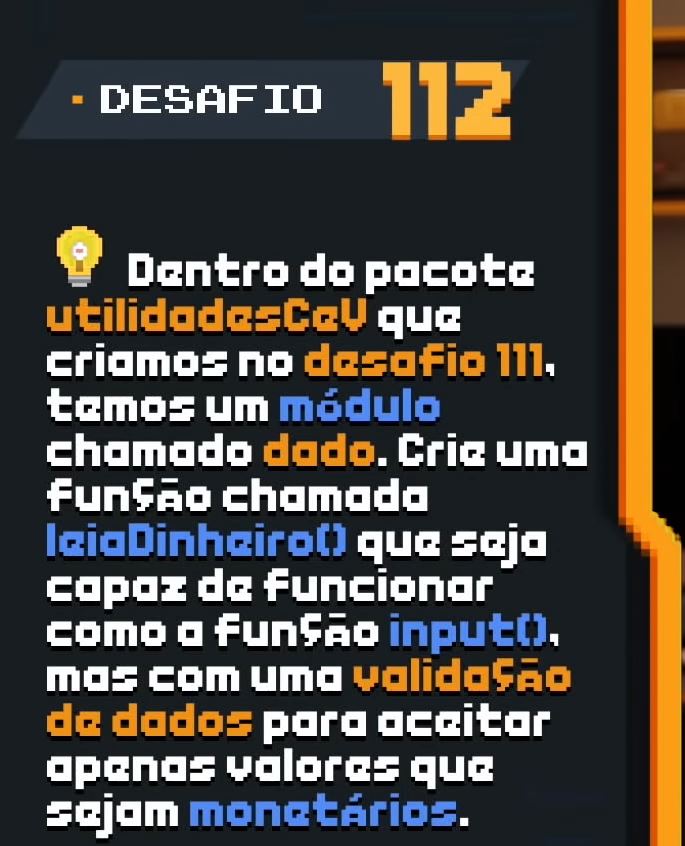 DESAFIO 112
Dentro do pacote
utilidadesCeV que
criamos no desafio 111,
temos um módulo
chamado dado. Crie uma
função chamada
leiaDinheiro() que seja
capaz de funcionar
como a função input(),
mas com uma validação
de dados para aceitar
apenas valores que
sejam monetários.